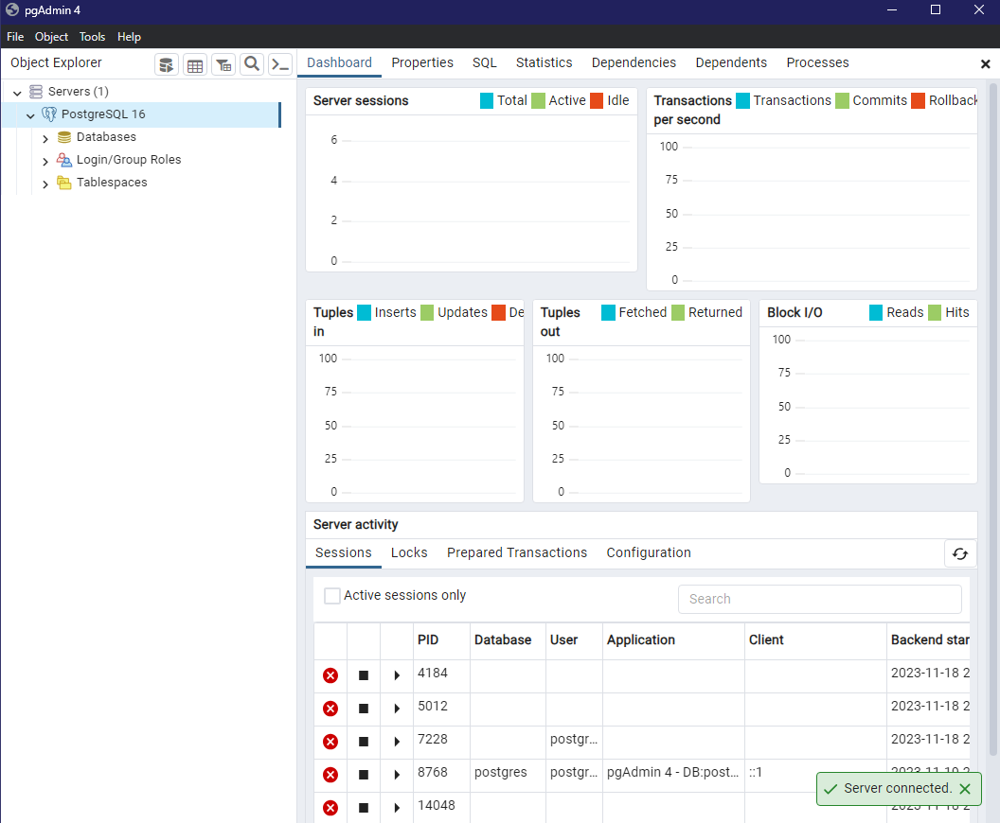 pgAdmin 4
File Object Tools Help
Object Explorer
Dashboard Properties SQL Statistics Dependencies Dependents Processes
Servers (1)
PostgreSQL 16
Databases
Login/Group Roles
Tablespaces
Server sessions Total Active Idle
6
4
2
0
Transactions per second Transactions Commits Rollback
100
75
50
25
0
Tuples in Inserts Updates De
100
75
50
25
0
Tuples out Fetched Returned
100
75
50
25
0
Block I/O Reads Hits
100
75
50
25
0
Server activity
Sessions Locks Prepared Transactions Configuration
Active sessions only Search
PID Database User Application Client Backend star
4184 2023-11-18 2
5012 2023-11-18 2
7228 postgr... 2023-11-18 2
8768 postgres postgr... pgAdmin 4 - DB:post... ::1
14048
Server connected.